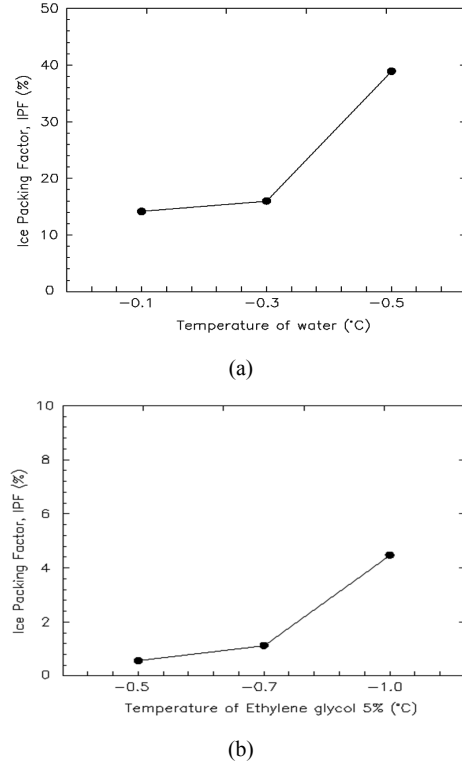 50
40
30
20
10
0
Ice Packing Factor, IPF (%)
−0.1 −0.3 −0.5
Temperature of water (°C)
(a)
10
8
6
4
2
0
Ice Packing Factor, IPF (%)
−0.5 −0.7 −1.0
Temperature of Ethylene glycol 5% (°C)
(b)